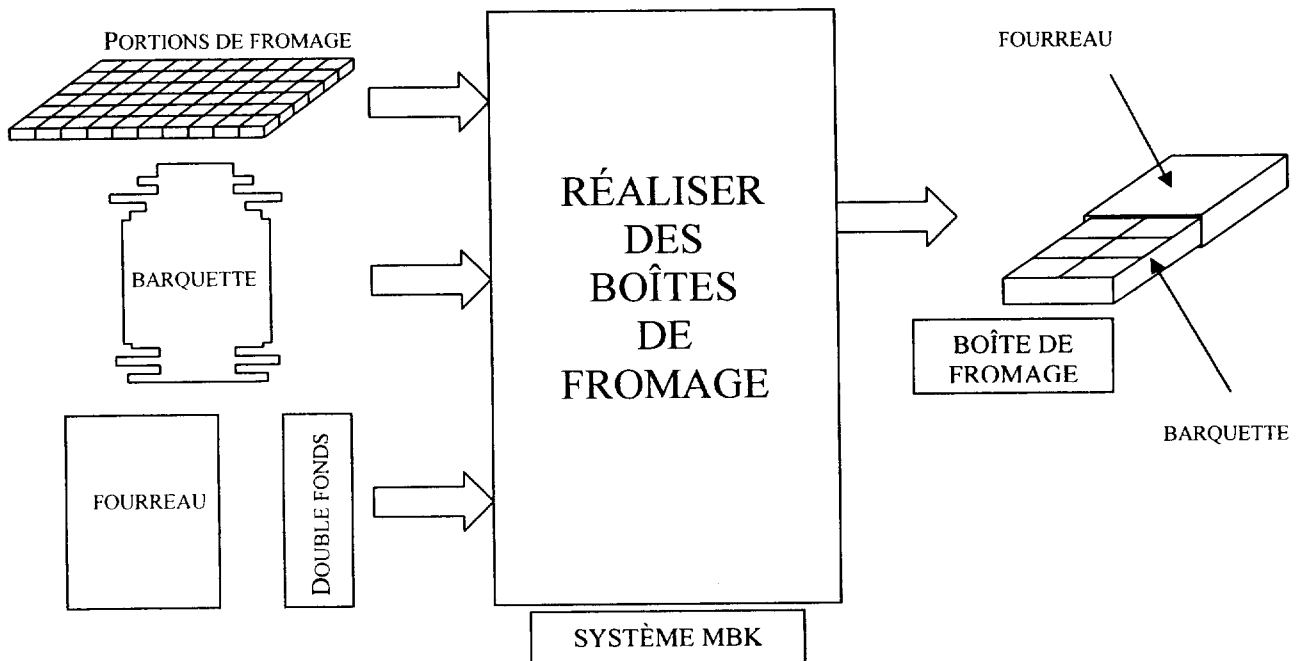 PORTIONS DE FROMAGE
BARQUETTE
FOURREAU
DOUBLE FONDS
RÉALISER
DES
BOÎTES
DE
FROMAGE
SYSTÈME MBK
FOURREAU
BOÎTE DE
FROMAGE
BARQUETTE